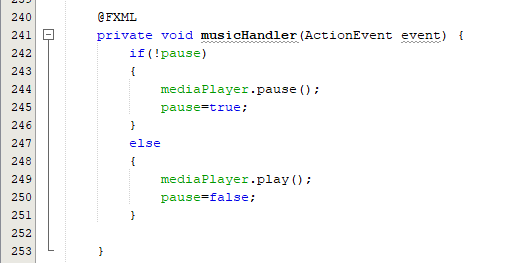 240 @FXML
241 private void musicHandler(ActionEvent event) {
242 if(!pause)
243 {
244 mediaPlayer.pause();
245 pause=true;
246 }
247 else
248 {
249 mediaPlayer.play();
250 pause=false;
251 }
252
253 }